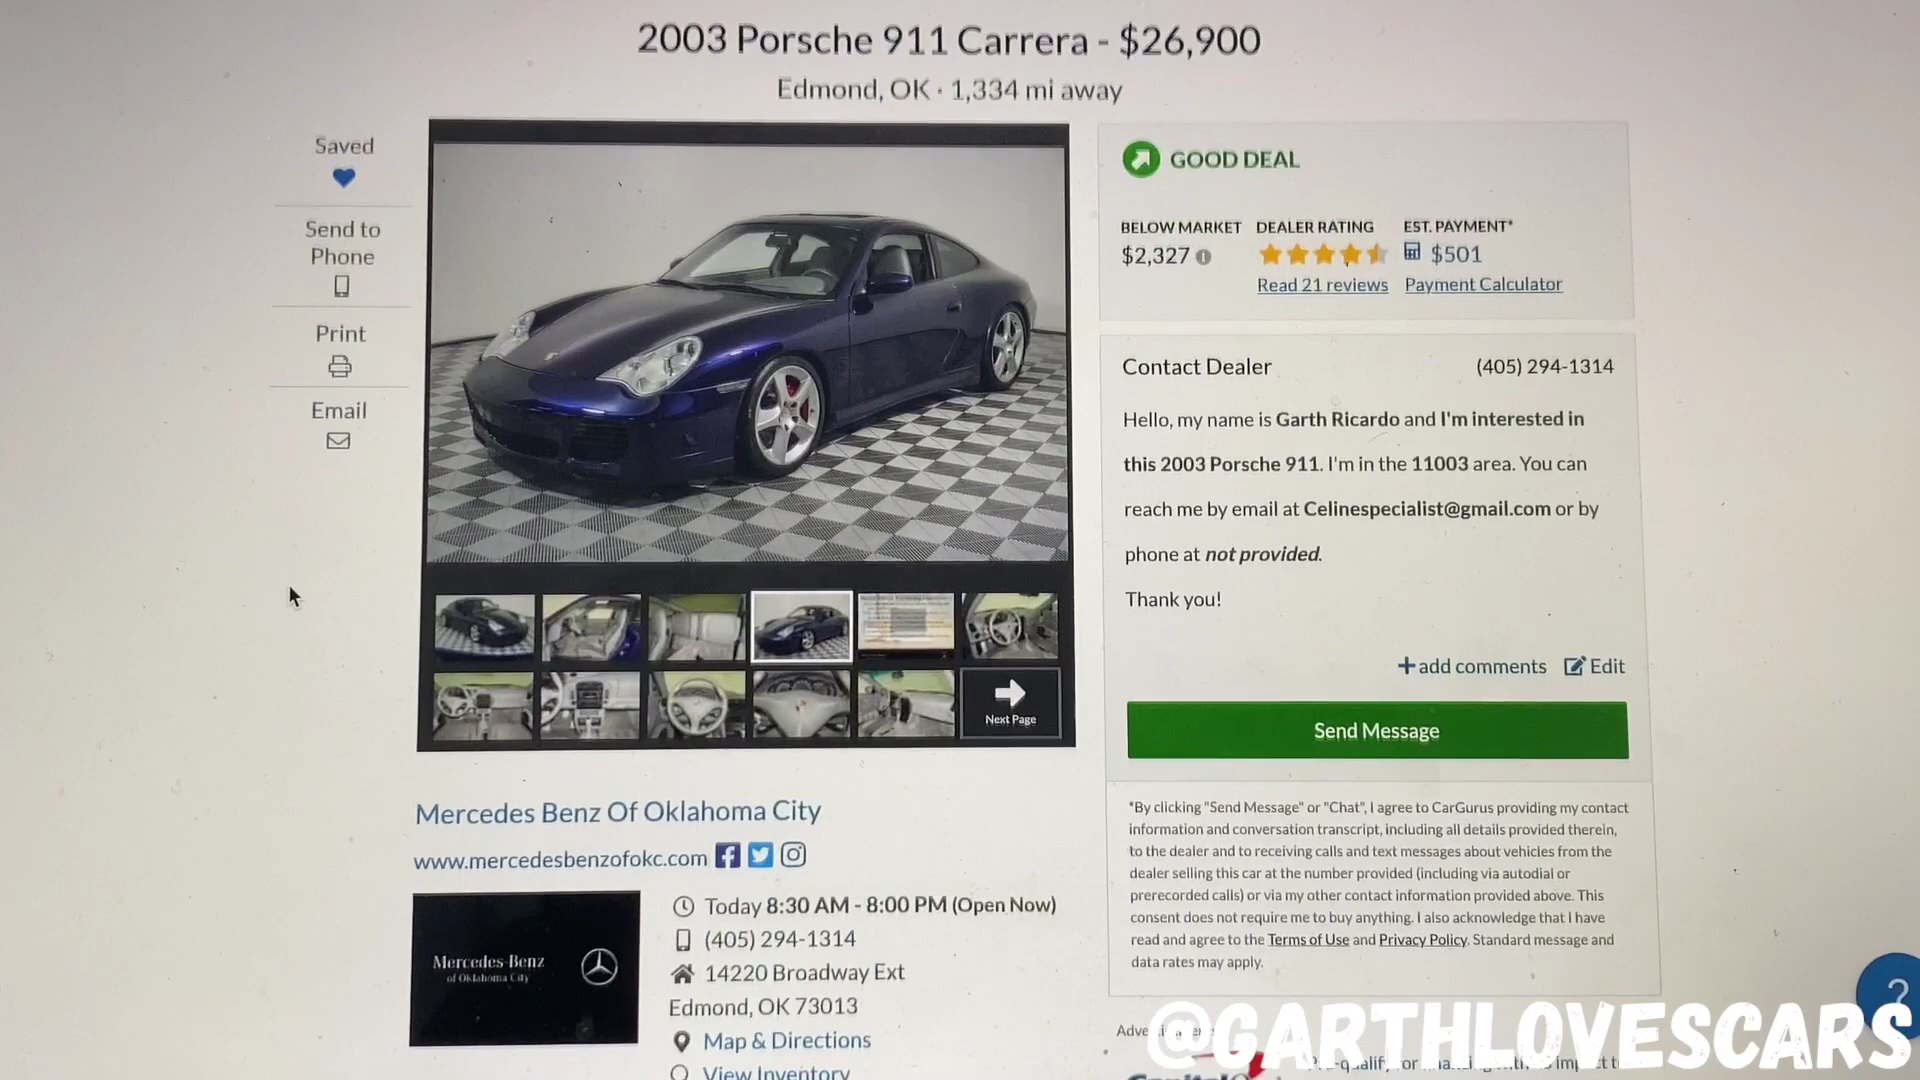 2003 Porsche 911 Carrera - $26,900
Edmond, OK · 1,334 mi away
Saved
Send to
Phone
Print
Email
Next Page
GOOD DEAL
BELOW MARKET
$2,327
DEALER RATING
Read 21 reviews
EST. PAYMENT*
$501
Payment Calculator
Contact Dealer
(405) 294-1314
Hello, my name is Garth Ricardo and I'm interested in
this 2003 Porsche 911. I'm in the 11003 area. You can
reach me by email at Celinespecialist@gmail.com or by
phone at not provided.
Thank you!
+add comments
Edit
Send Message
*By clicking "Send Message" or "Chat", I agree to CarGurus providing my contact
information and conversation transcript, including all details provided therein,
to the dealer and to receiving calls and text messages about vehicles from the
dealer selling this car at the number provided (including via autodial or
prerecorded calls) or via my other contact information provided above. This
consent does not require me to buy anything. I also acknowledge that I have
read and agree to the Terms of Use and Privacy Policy. Standard message and
data rates may apply.
Mercedes Benz Of Oklahoma City
www.mercedesbenzofokc.com
Mercedes-Benz
of Oklahoma City
Today 8:30 AM - 8:00 PM (Open Now)
(405) 294-1314
14220 Broadway Ext
Edmond, OK 73013
Map & Directions
View Inventory
?
@GARTHLOVESCARS